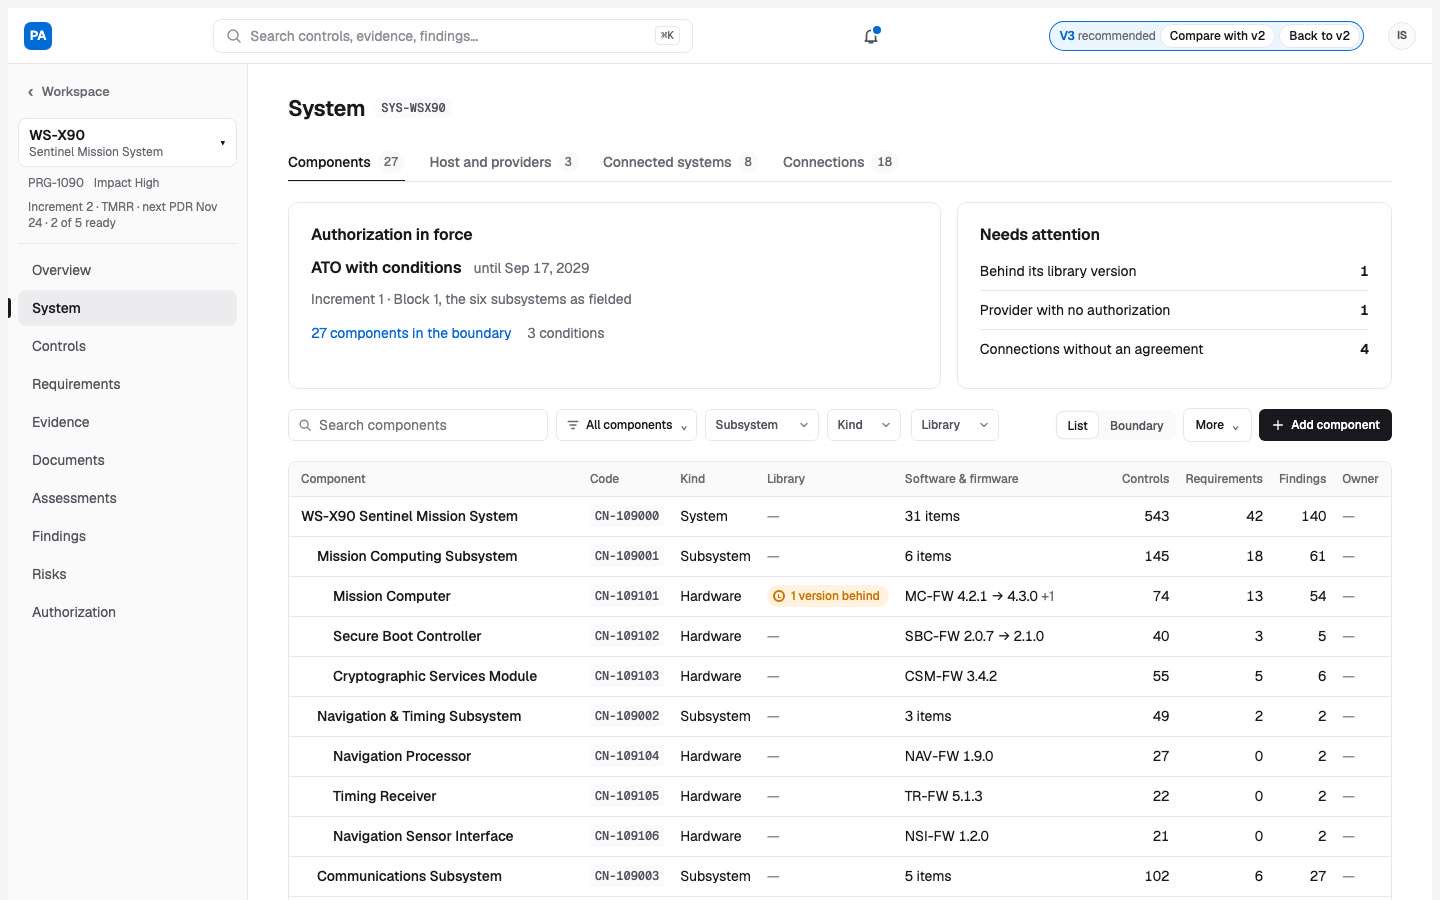 PA
Search controls, evidence, findings...
⌘K
V3 recommended Compare with v2 Back to v2
IS
‹ Workspace
WS-X90
Sentinel Mission System
PRG-1090 Impact High
Increment 2 · TMRR · next PDR Nov
24 · 2 of 5 ready
Overview
System
Controls
Requirements
Evidence
Documents
Assessments
Findings
Risks
Authorization
System SYS-WSX90
Components 27 Host and providers 3 Connected systems 8 Connections 18
Authorization in force
ATO with conditions until Sep 17, 2029
Increment 1 · Block 1, the six subsystems as fielded
27 components in the boundary 3 conditions
Needs attention
Behind its library version 1
Provider with no authorization 1
Connections without an agreement 4
Search components All components Subsystem Kind Library List Boundary More + Add component
Component Code Kind Library Software & firmware Controls Requirements Findings Owner
WS-X90 Sentinel Mission System CN-109000 System — 31 items 543 42 140 —
Mission Computing Subsystem CN-109001 Subsystem — 6 items 145 18 61 —
Mission Computer CN-109101 Hardware 1 version behind MC-FW 4.2.1 → 4.3.0 +1 74 13 54 —
Secure Boot Controller CN-109102 Hardware — SBC-FW 2.0.7 → 2.1.0 40 3 5 —
Cryptographic Services Module CN-109103 Hardware — CSM-FW 3.4.2 55 5 6 —
Navigation & Timing Subsystem CN-109002 Subsystem — 3 items 49 2 2 —
Navigation Processor CN-109104 Hardware — NAV-FW 1.9.0 27 0 2 —
Timing Receiver CN-109105 Hardware — TR-FW 5.1.3 22 0 2 —
Navigation Sensor Interface CN-109106 Hardware — NSI-FW 1.2.0 21 0 2 —
Communications Subsystem CN-109003 Subsystem — 5 items 102 6 27 —